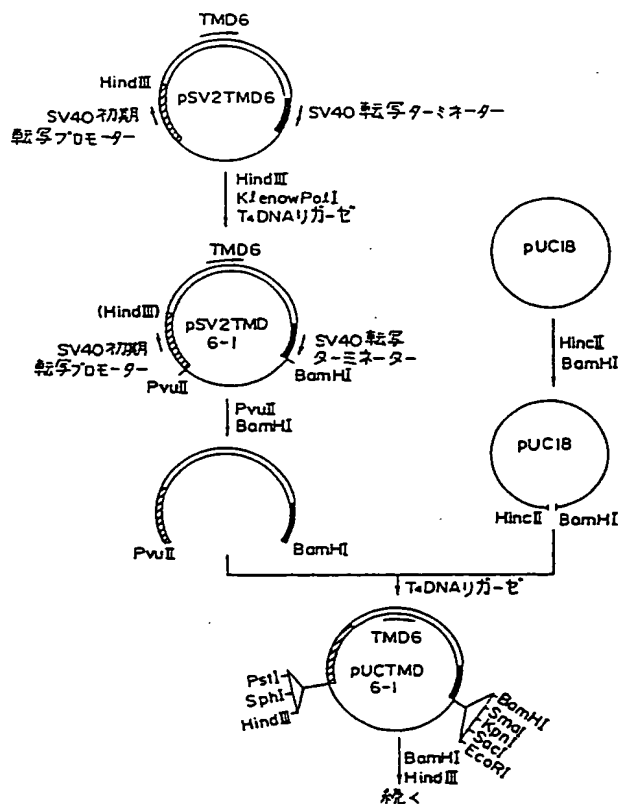 TMD6
HindIII
pSV2TMD6
SV40初期
転写プロモーター
SV40転写ターミネーター
HindIII
KlenowPolI
T4DNAリガーゼ
TMD6
(HindIII)
pSV2TMD
6-1
SV40初期
転写プロモーター
SV40転写
ターミネーター
PvuII
BamHI
PvuII
BamHI
PvuII
BamHI
pUC18
HincII
BamHI
pUC18
HincII
BamHI
T4DNAリガーゼ
TMD6
pUCTMD
6-1
PstI
SphI
HindIII
BamHI
SmaI
KpnI
SacI
EcoRI
BamHI
HindIII
続く